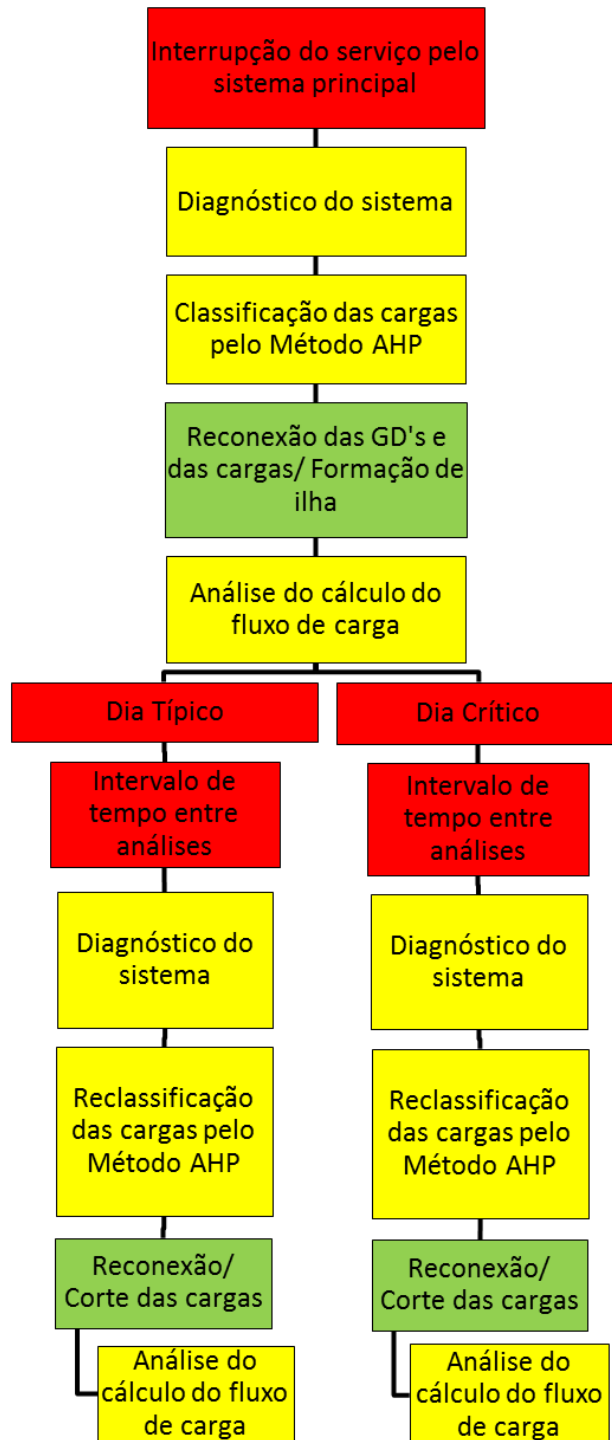 Interrupção do serviço pelo
sistema principal
Diagnóstico do sistema
Classificação das cargas
pelo Método AHP
Reconexão das GD's e
das cargas/ Formação de
ilha
Análise do cálculo do
fluxo de carga
Dia Típico
Intervalo de
tempo entre
análises
Diagnóstico do
sistema
Reclassificação
das cargas pelo
Método AHP
Reconexão/
Corte das cargas
Análise do
cálculo do fluxo
de carga
Dia Crítico
Intervalo de
tempo entre
análises
Diagnóstico do
sistema
Reclassificação
das cargas pelo
Método AHP
Reconexão/
Corte das cargas
Análise do
cálculo do fluxo
de carga